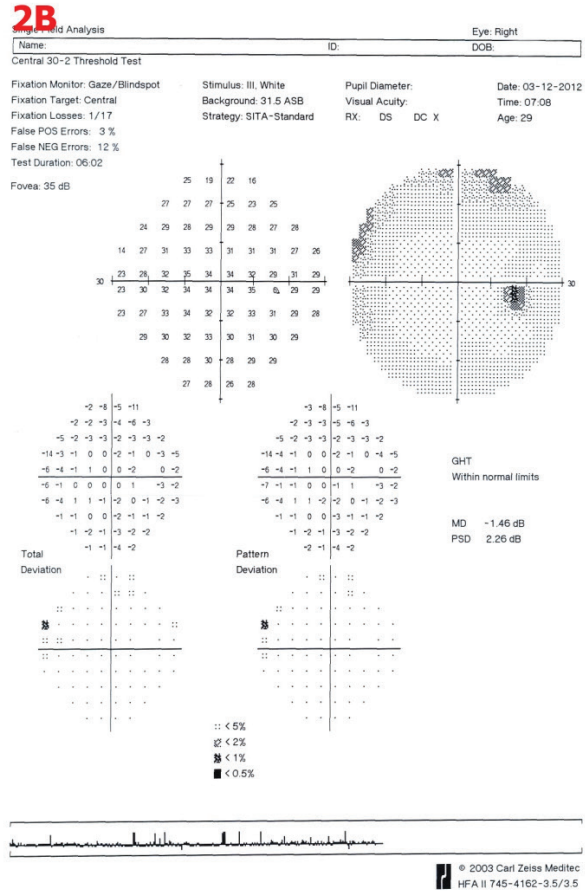 2B
Single Field Analysis Eye: Right
Name: ID: DOB:
Central 30-2 Threshold Test
Fixation Monitor: Gaze/Blindspot Stimulus: III, White Pupil Diameter: Date: 03-12-2012
Fixation Target: Central Background: 31.5 ASB Visual Acuity: Time: 07:08
Fixation Losses: 1/17 Strategy: SITA-Standard RX: DS DC X Age: 29
False POS Errors: 3 %
False NEG Errors: 12 %
Test Duration: 06:02
Fovea: 35 dB
25 19 22 16
27 27 27 25 23 25
24 29 28 29 29 28 27 28
14 27 31 33 33 31 31 31 27 26
30 23 28 32 35 34 34 32 29 31 29 30
23 30 32 34 34 34 35 0 29 29
23 27 33 34 32 32 33 31 29 28
29 30 32 33 30 31 30 29
28 28 30 28 29 29
27 28 26 28
-2 -8 -5 -11 -3 -8 -5 -11
-2 -2 -3 -4 -6 -3 -2 -2 -3 -5 -6 -3
-5 -2 -3 -3 -2 -3 -3 -2 -5 -2 -3 -3 -2 -3 -3 -2
-14 -3 -1 0 0 -2 -1 0 -3 -5 -14 -4 -1 0 0 -2 -1 0 -4 -5
-6 -4 -1 1 0 0 -2 0 -2 -6 -4 -1 1 0 0 -2 0 -2
-6 -1 0 0 0 0 1 -3 -2 -7 -1 -1 0 0 -1 1 -3 -2
-6 -4 1 1 -1 -2 0 -1 -2 -3 -6 -4 1 1 -2 -2 0 -1 -2 -3
-1 -1 0 0 -2 -1 -1 -2 -1 -1 0 0 -3 -1 -1 -2
-1 -2 -1 -3 -2 -2 -1 -2 -1 -3 -2 -2
-1 -1 -4 -2 -2 -1 -4 -2
GHT
Within normal limits
MD -1.46 dB
PSD 2.26 dB
Total Deviation
Pattern Deviation
< 5%
< 2%
< 1%
< 0.5%
© 2003 Carl Zeiss Meditec
HFA II 745-4162-3.5/3.5